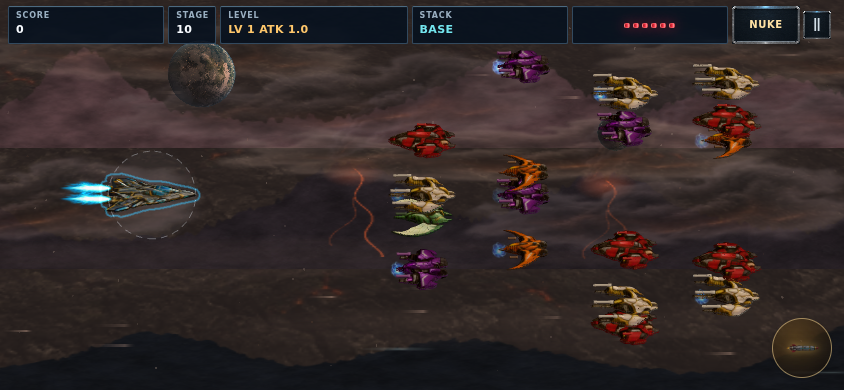 SCORE
0
STAGE
10
LEVEL
LV 1 ATK 1.0
STACK
BASE
NUKE